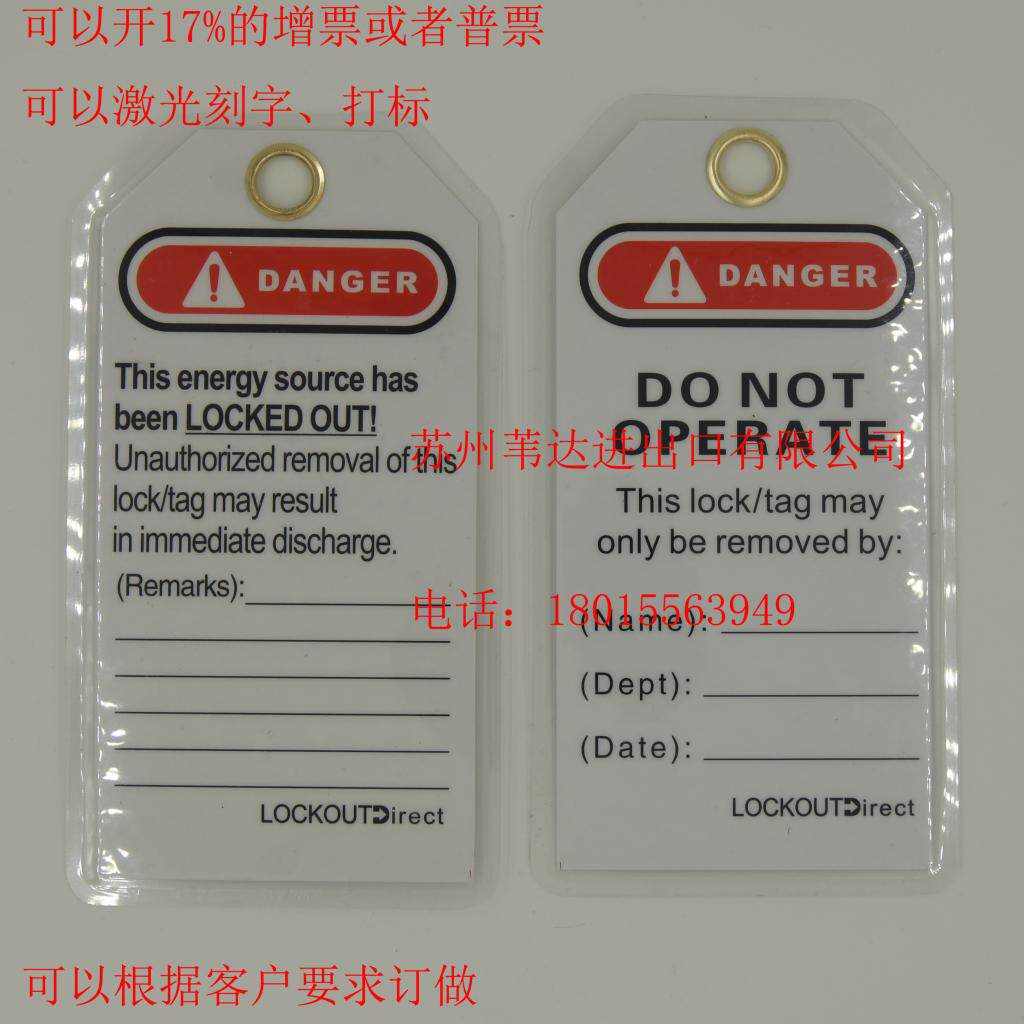 可以开17%的增票或者普票
可以激光刻字、打标
DANGER
This energy source has
been LOCKED OUT!
Unauthorized removal of this
lock/tag may result
in immediate discharge.
(Remarks):
LOCKOUTDirect
DANGER
DO NOT
OPERATE
苏州苇达进出口有限公司
This lock/tag may
only be removed by:
电话：18015563949
(Name):
(Dept):
(Date):
LOCKOUTDirect
可以根据客户要求订做